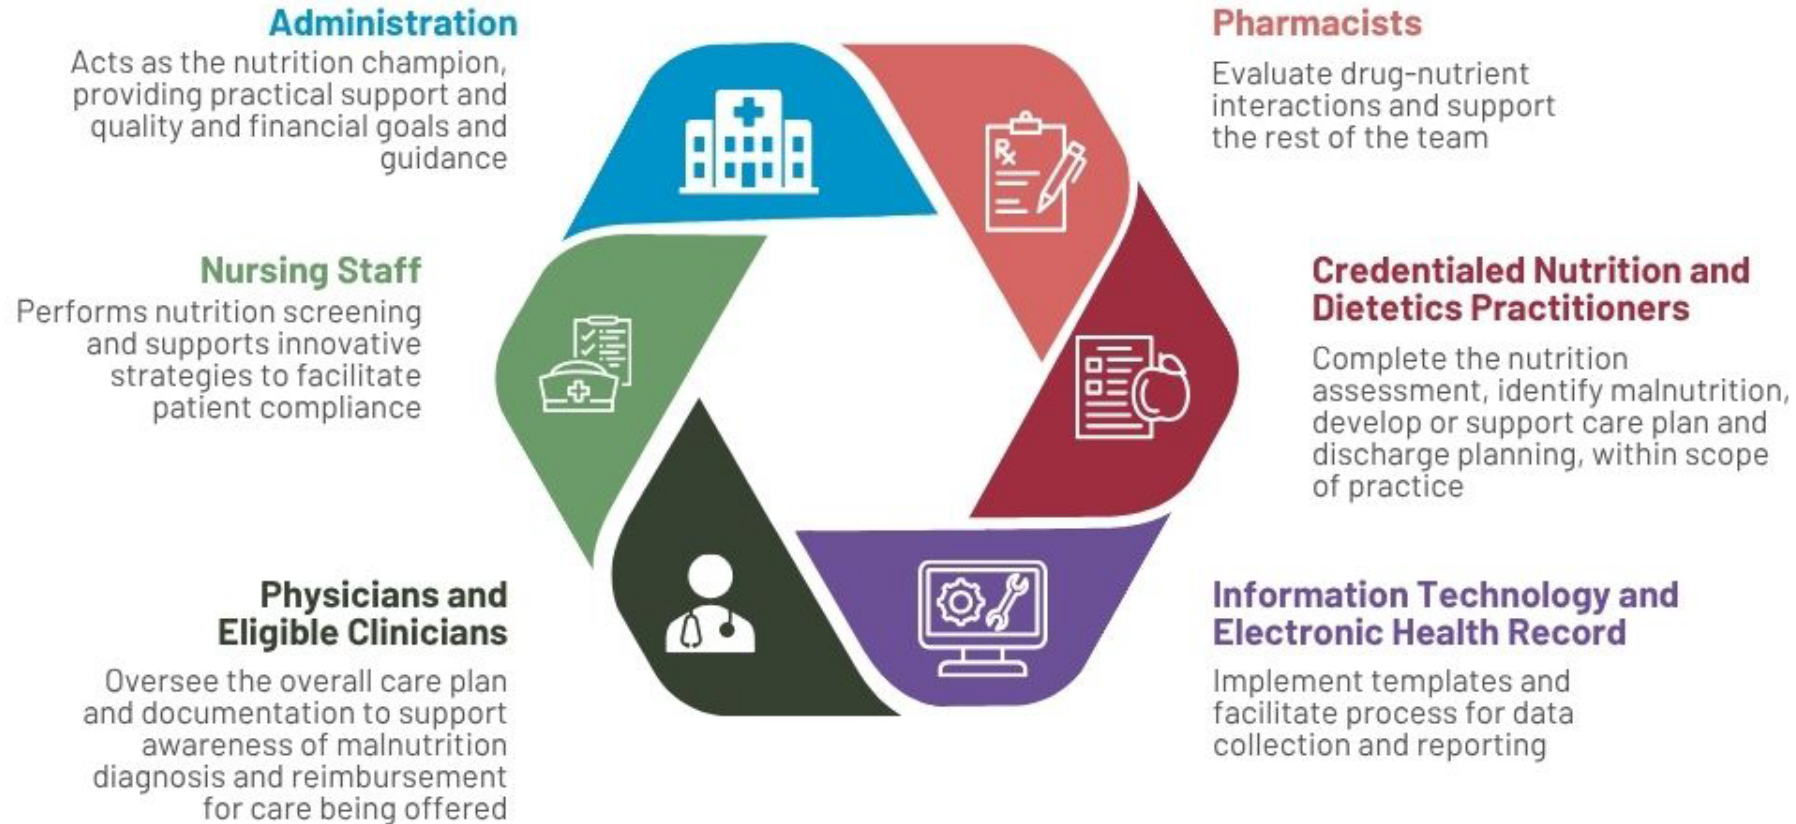 Administration
Acts as the nutrition champion,
providing practical support and
quality and financial goals and
guidance
Pharmacists
Evaluate drug-nutrient
interactions and support
the rest of the team
Rx
Nursing Staff
Performs nutrition screening
and supports innovative
strategies to facilitate
patient compliance
Credentialed Nutrition and
Dietetics Practitioners
Complete the nutrition
assessment, identify malnutrition,
develop or support care plan and
discharge planning, within scope
of practice
Physicians and
Eligible Clinicians
Oversee the overall care plan
and documentation to support
awareness of malnutrition
diagnosis and reimbursement
for care being offered
Information Technology and
Electronic Health Record
Implement templates and
facilitate process for data
collection and reporting